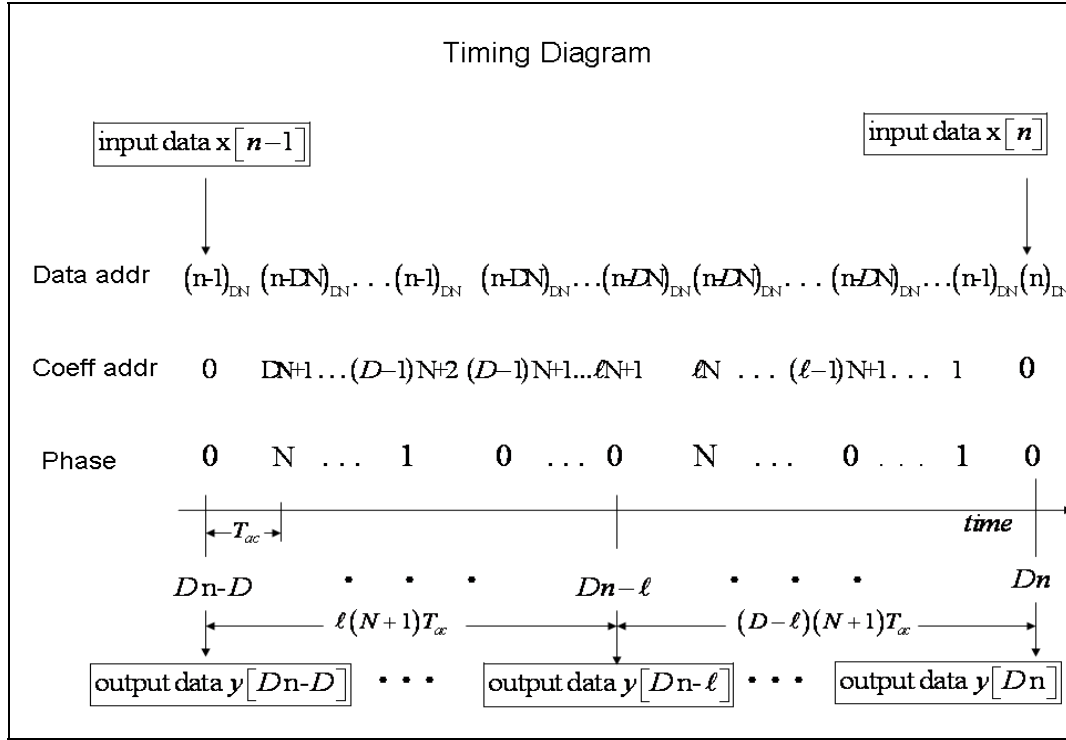 Timing Diagram
input data x[n−1] input data x[n]
Data addr (n-1)DN (n-DN)DN . . . (n-1)DN (n-DN)DN ... (n-DN)DN (n-DN)DN . . . (n-DN)DN ... (n-1)DN (n)DN
Coeff addr 0 DN+1 ... (D−1)N+2 (D−1)N+1...ℓN+1 ℓN . . . (ℓ−1)N+1 . . . 1 0
Phase 0 N . . . 1 0 . . . 0 N . . . 0 . . . 1 0
Tac time
Dn-D • • • Dn−ℓ • • • Dn
ℓ(N+1)Tac (D−ℓ)(N+1)Tac
output data y[Dn-D] • • • output data y[Dn-ℓ] • • • output data y[Dn]